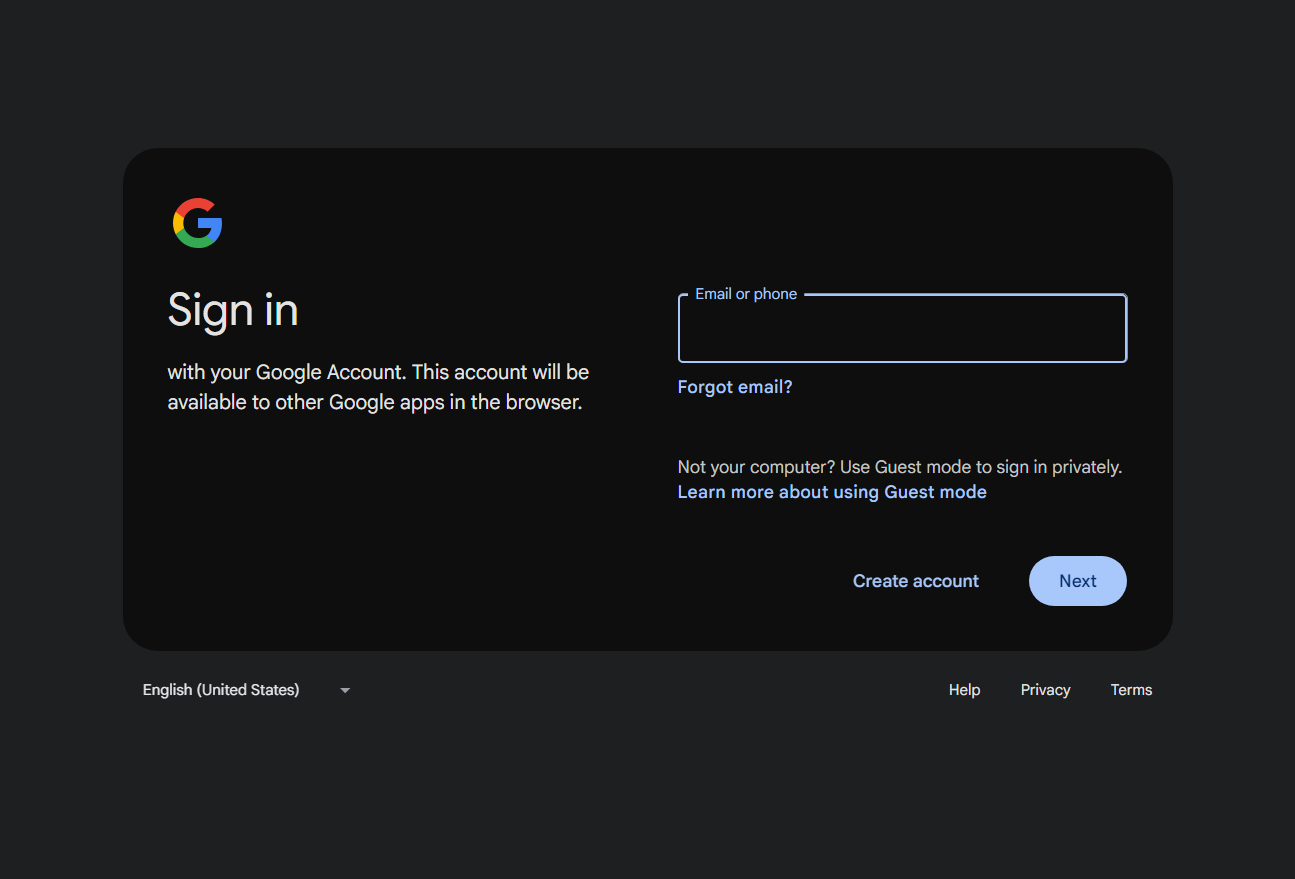 Sign in
with your Google Account. This account will be
available to other Google apps in the browser.
Email or phone
Forgot email?
Not your computer? Use Guest mode to sign in privately.
Learn more about using Guest mode
Create account
Next
English (United States)
Help
Privacy
Terms